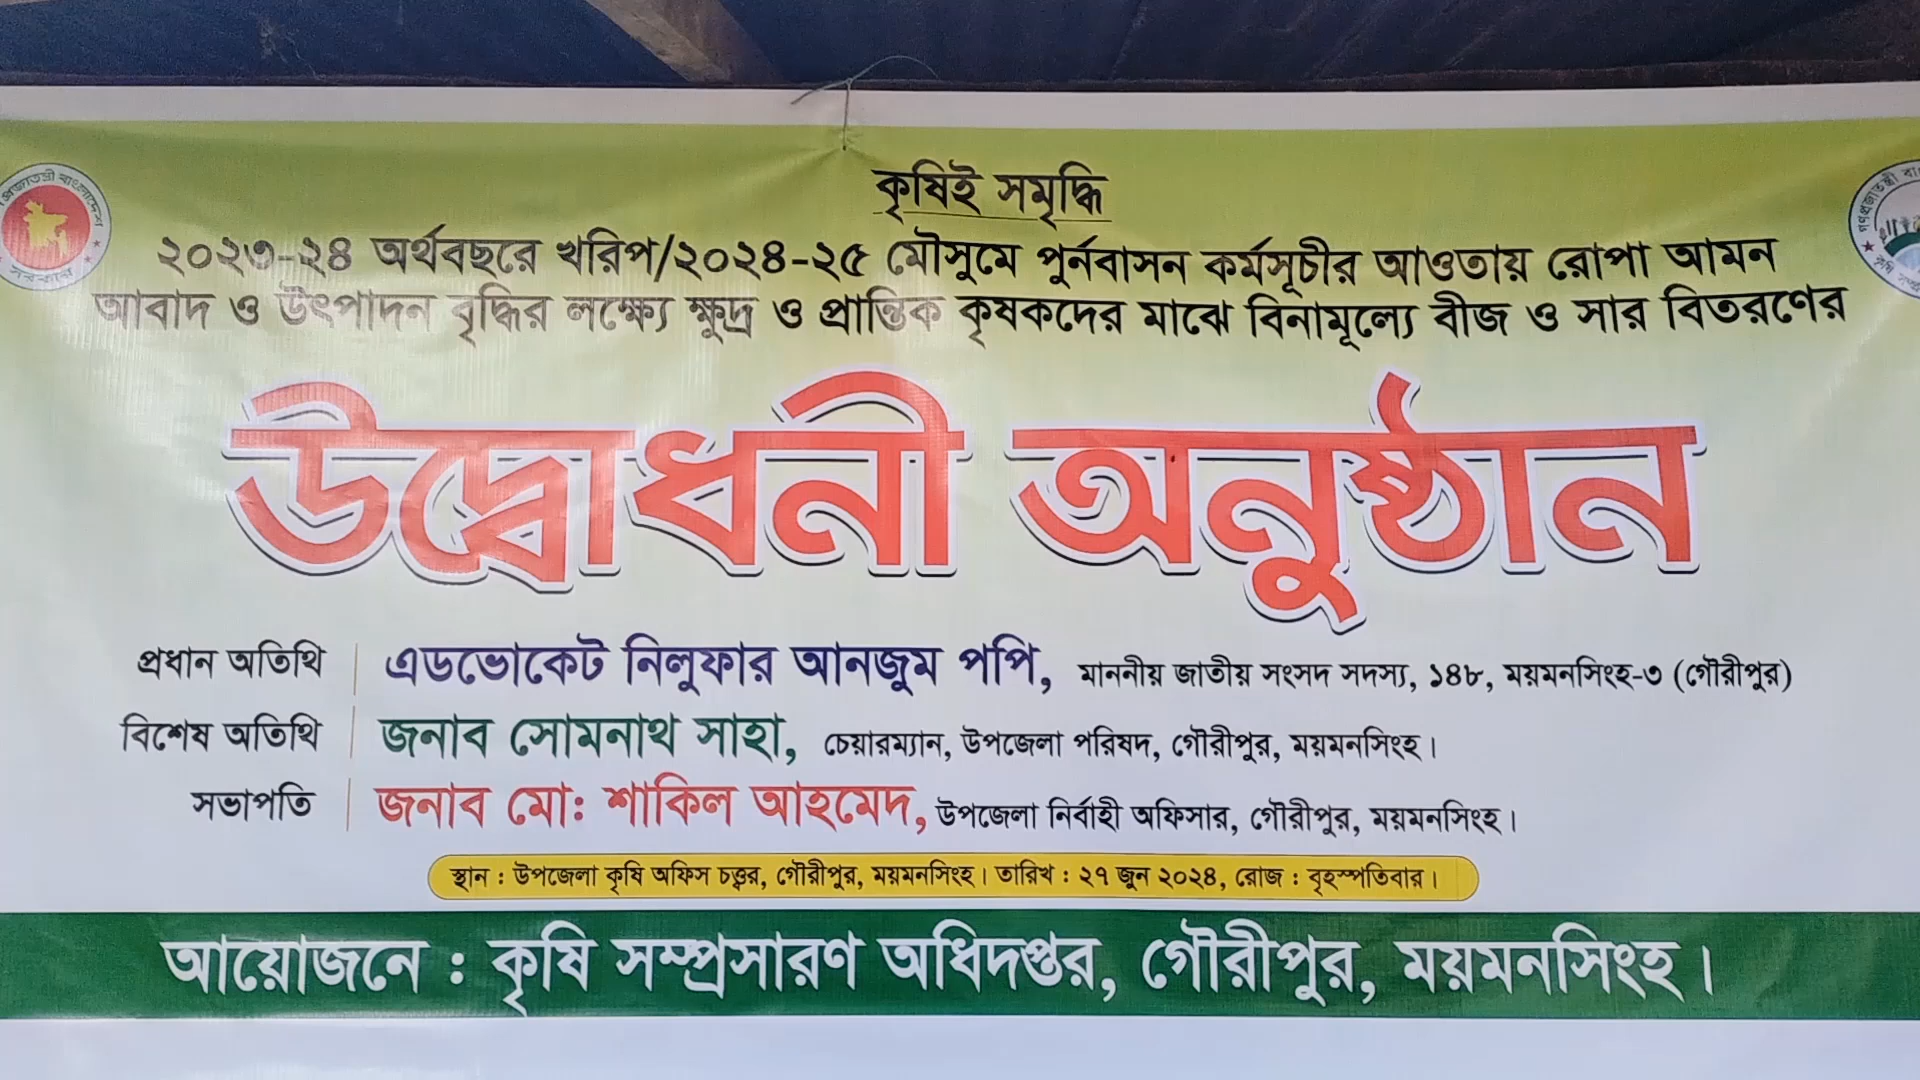 কৃষিই সমৃদ্ধি
২০২৩-২৪ অর্থবছরে খরিপ/২০২৪-২৫ মৌসুমে পুর্নবাসন কর্মসূচীর আওতায় রোপা আমন
আবাদ ও উৎপাদন বৃদ্ধির লক্ষ্যে ক্ষুদ্র ও প্রান্তিক কৃষকদের মাঝে বিনামূল্যে বীজ ও সার বিতরণের
উদ্বোধনী অনুষ্ঠান
প্রধান অতিথি | এডভোকেট নিলুফার আনজুম পপি, মাননীয় জাতীয় সংসদ সদস্য, ১৪৮, ময়মনসিংহ-৩ (গৌরীপুর)
বিশেষ অতিথি | জনাব সোমনাথ সাহা, চেয়ারম্যান, উপজেলা পরিষদ, গৌরীপুর, ময়মনসিংহ।
সভাপতি | জনাব মো: শাকিল আহমেদ, উপজেলা নির্বাহী অফিসার, গৌরীপুর, ময়মনসিংহ।
স্থান : উপজেলা কৃষি অফিস চত্ত্বর, গৌরীপুর, ময়মনসিংহ। তারিখ : ২৭ জুন ২০২৪, রোজ : বৃহস্পতিবার।
আয়োজনে : কৃষি সম্প্রসারণ অধিদপ্তর, গৌরীপুর, ময়মনসিংহ।